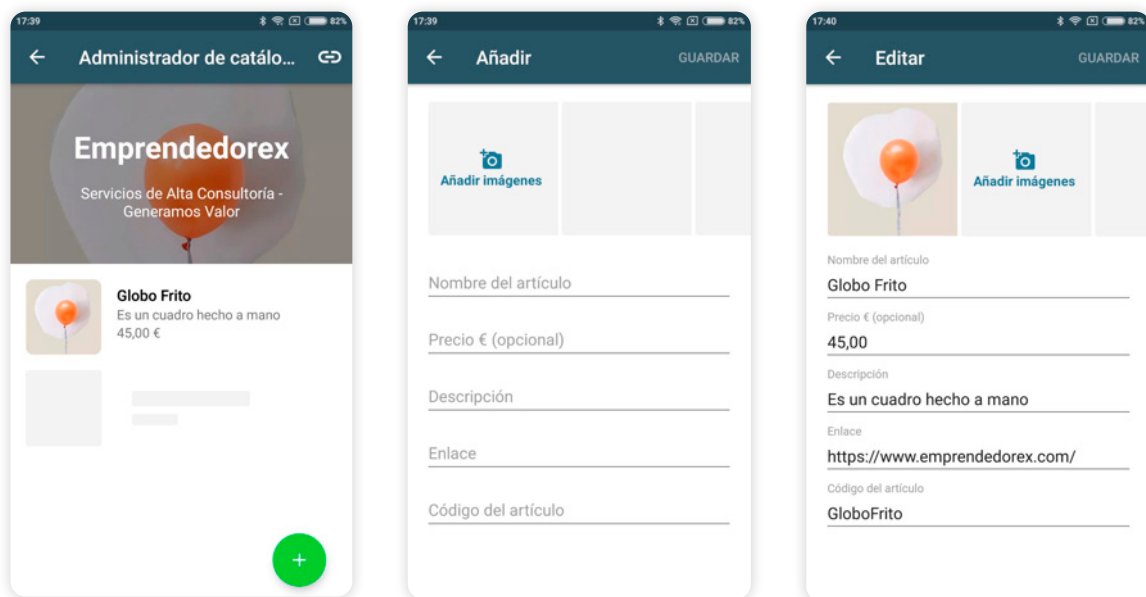 17:39
82%
Administrador de catálo...
Emprendedorex
Servicios de Alta Consultoría -
Generamos Valor
Globo Frito
Es un cuadro hecho a mano
45,00 €
17:39
82%
Añadir
GUARDAR
Añadir imágenes
Nombre del artículo
Precio € (opcional)
Descripción
Enlace
Código del artículo
17:40
82%
Editar
GUARDAR
Añadir imágenes
Nombre del artículo
Globo Frito
Precio € (opcional)
45,00
Descripción
Es un cuadro hecho a mano
Enlace
https://www.emprendedorex.com/
Código del artículo
GloboFrito